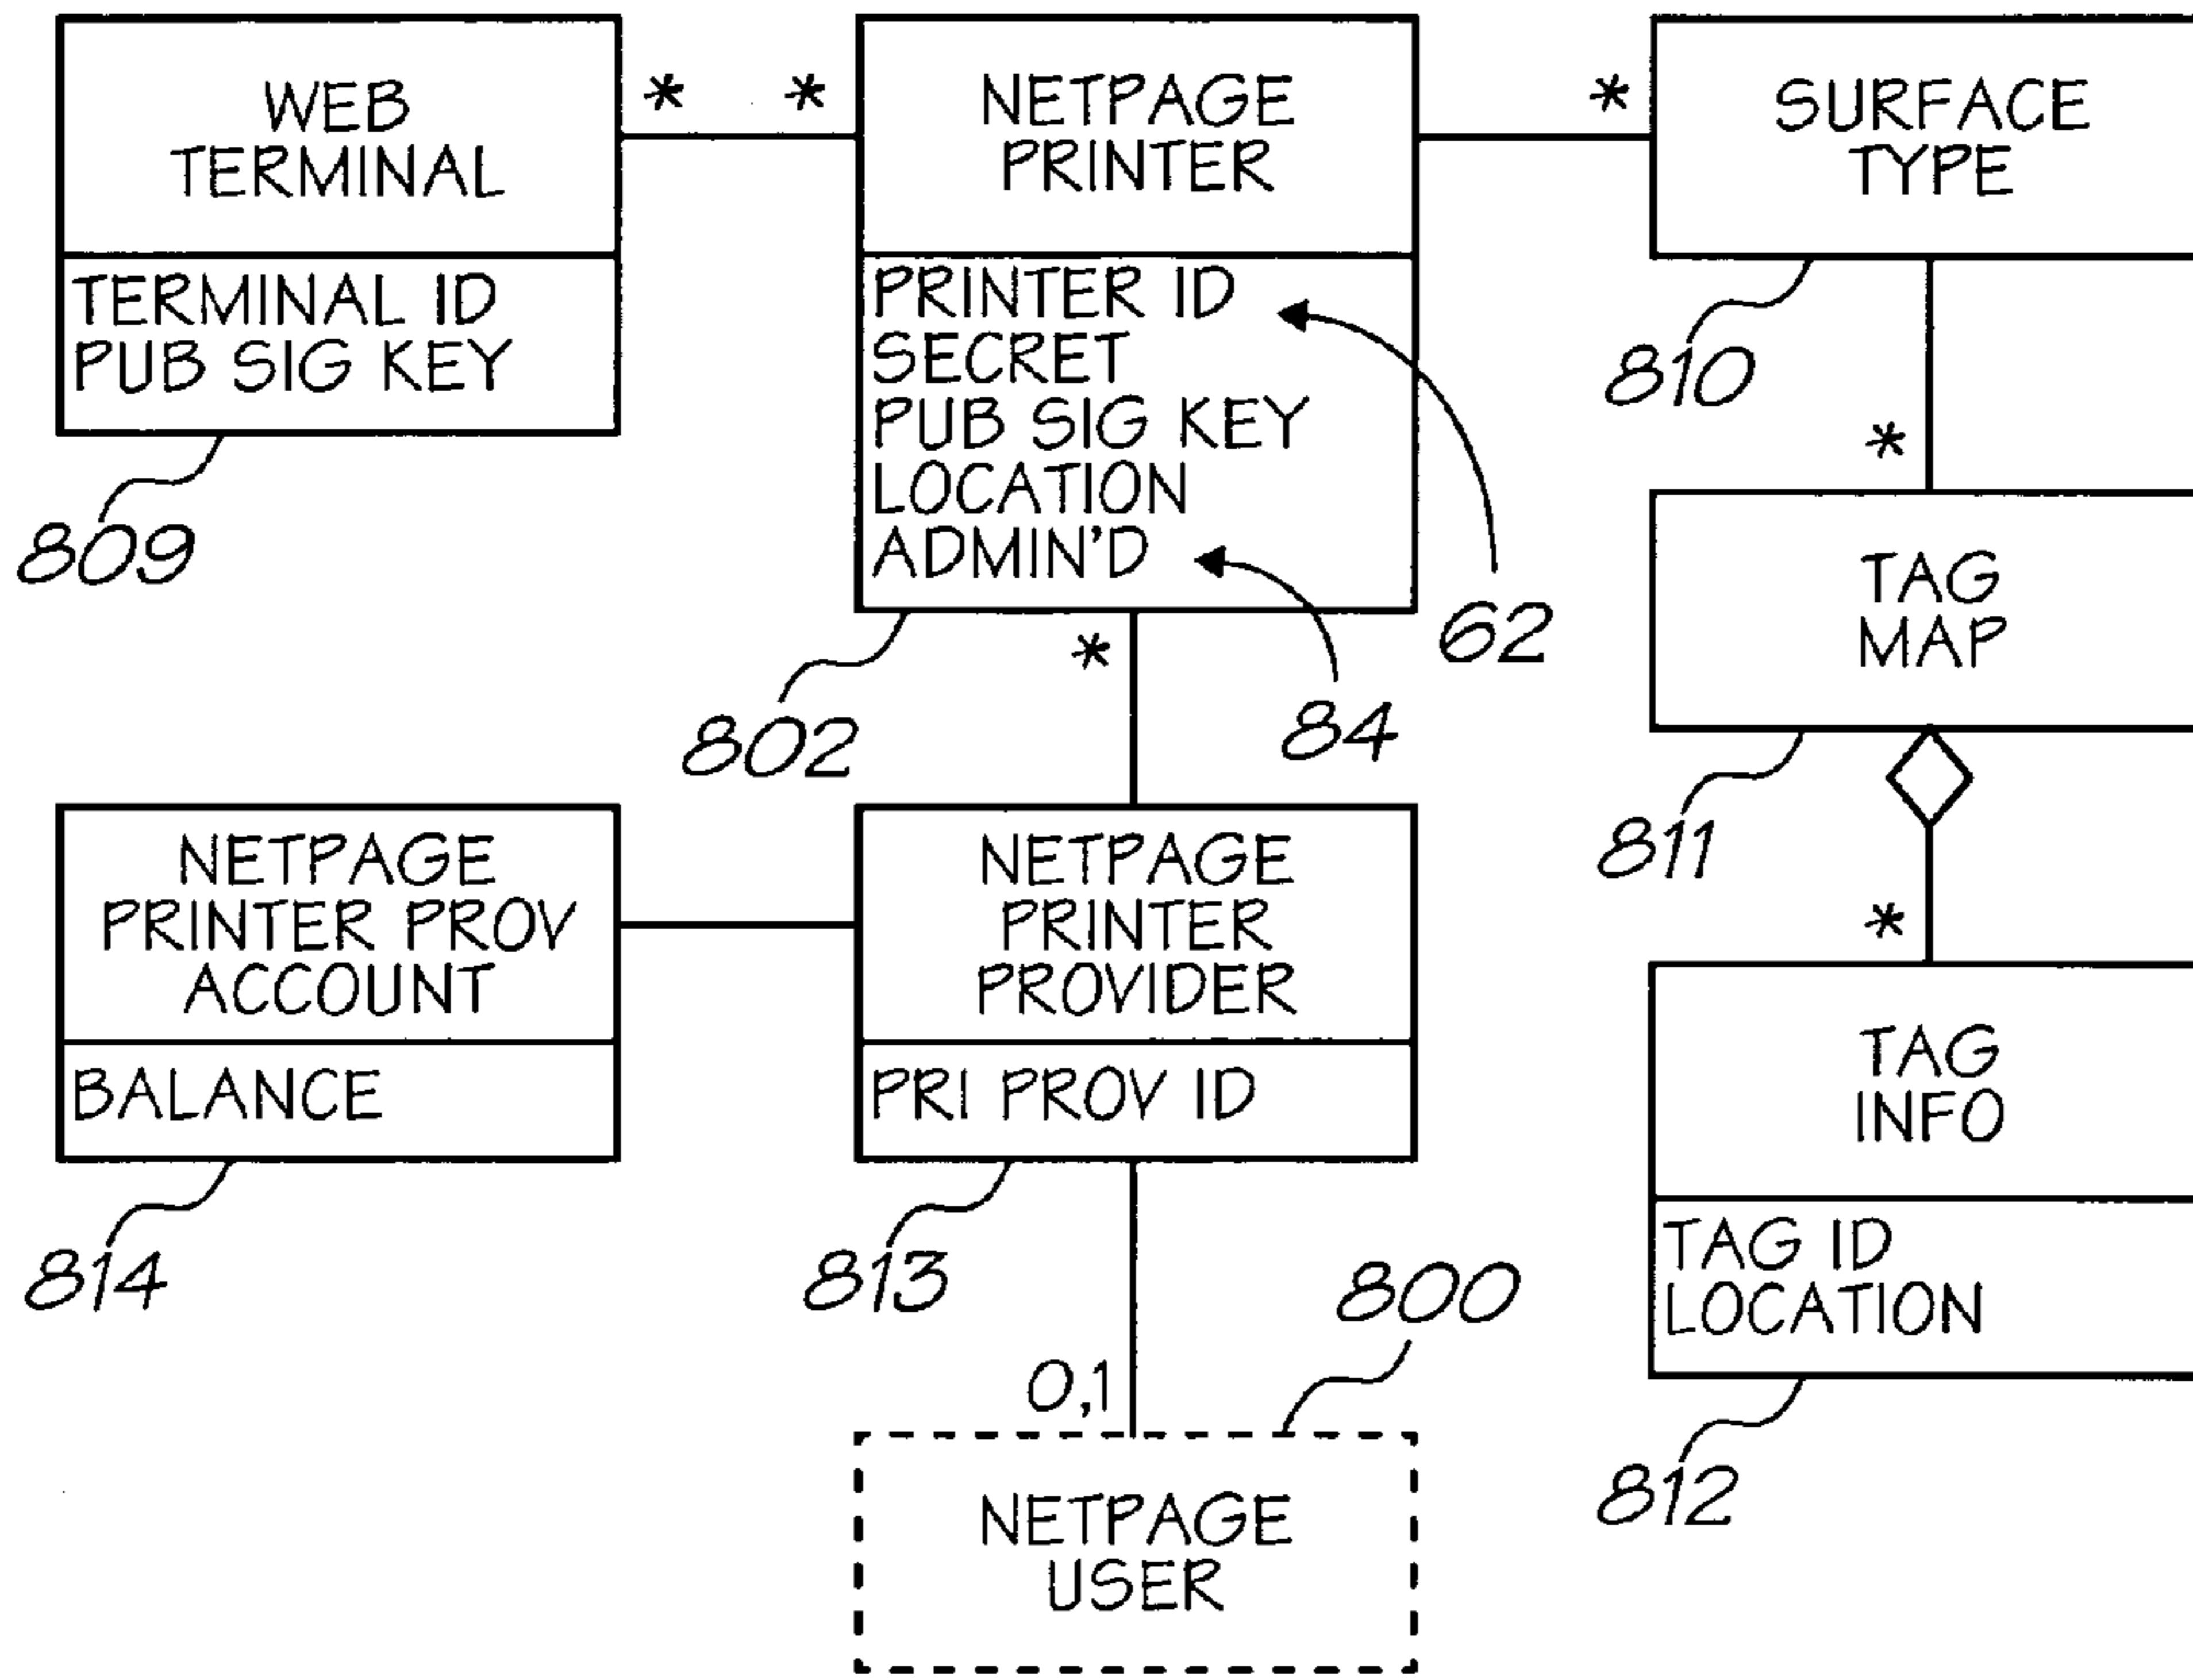 WEB
TERMINAL
TERMINAL ID
PUB SIG KEY
809
*
*
NETPAGE
PRINTER
PRINTER ID
SECRET
PUB SIG KEY
LOCATION
ADMIN'D
62
84
802
*
*
SURFACE
TYPE
810
*
TAG
MAP
811
*
TAG
INFO
TAG ID
LOCATION
812
NETPAGE
PRINTER PROV
ACCOUNT
BALANCE
814
NETPAGE
PRINTER
PROVIDER
PRI PROV ID
813
800
0,1
NETPAGE
USER